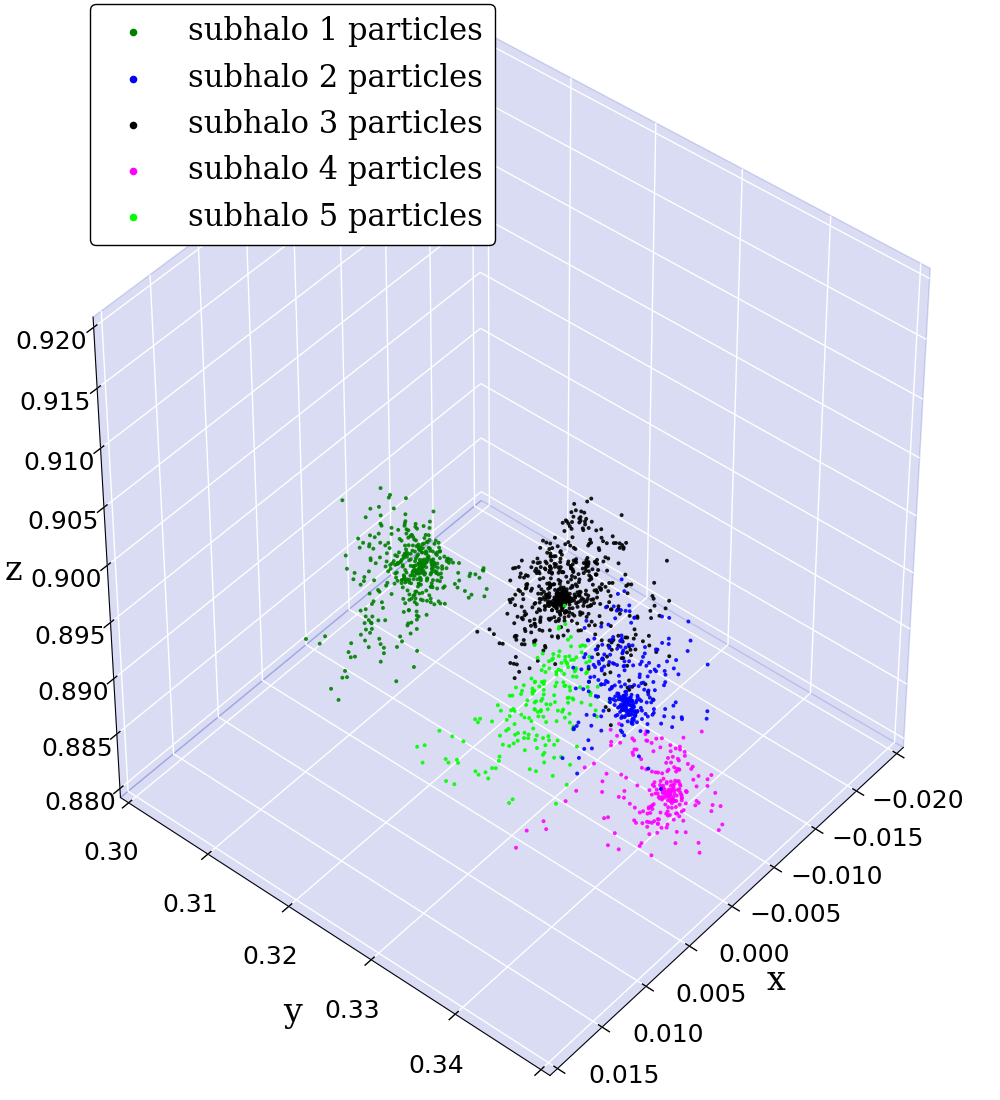 subhalo 1 particles
subhalo 2 particles
subhalo 3 particles
subhalo 4 particles
subhalo 5 particles
0.920
0.915
0.910
0.905
z 0.900
0.895
0.890
0.885
0.880
0.30
0.31
0.32
y 0.33
0.34
−0.020
−0.015
−0.010
−0.005
0.000
x
0.005
0.010
0.015